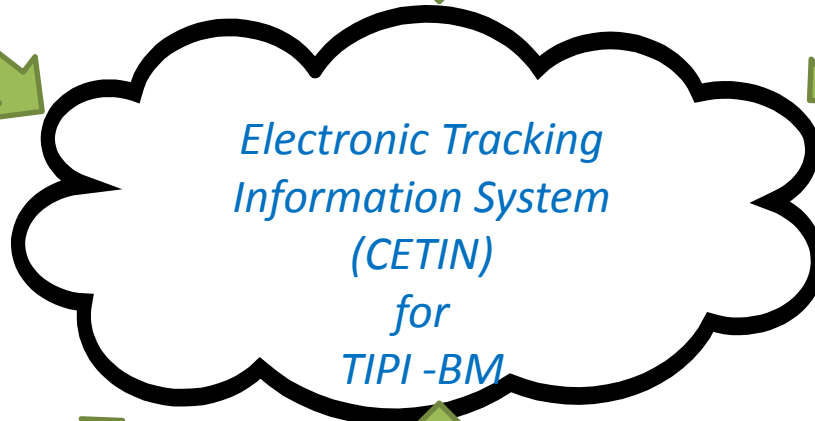 Electronic Tracking
Information System
(CETIN)
for
TIPI -BM